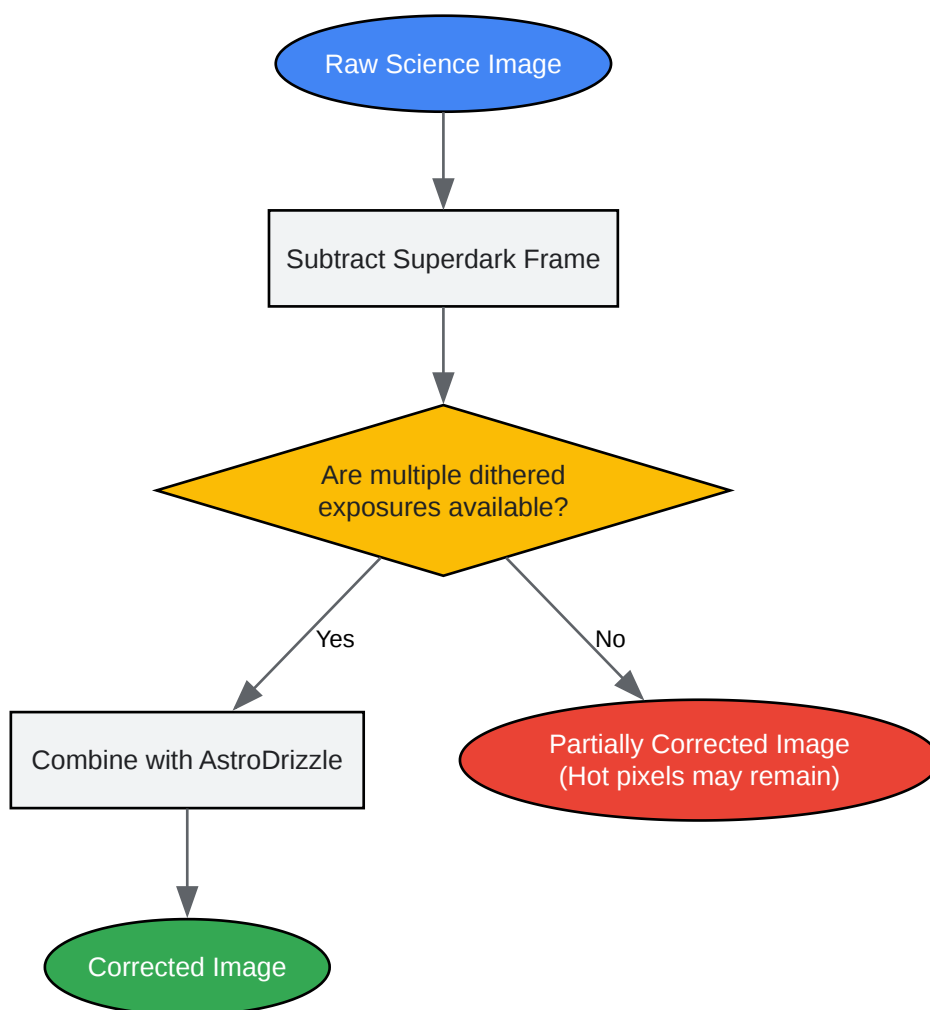 Raw Science Image
Subtract Superdark Frame
Are multiple dithered
exposures available?
Yes
No
Combine with AstroDrizzle
Partially Corrected Image
(Hot pixels may remain)
Corrected Image